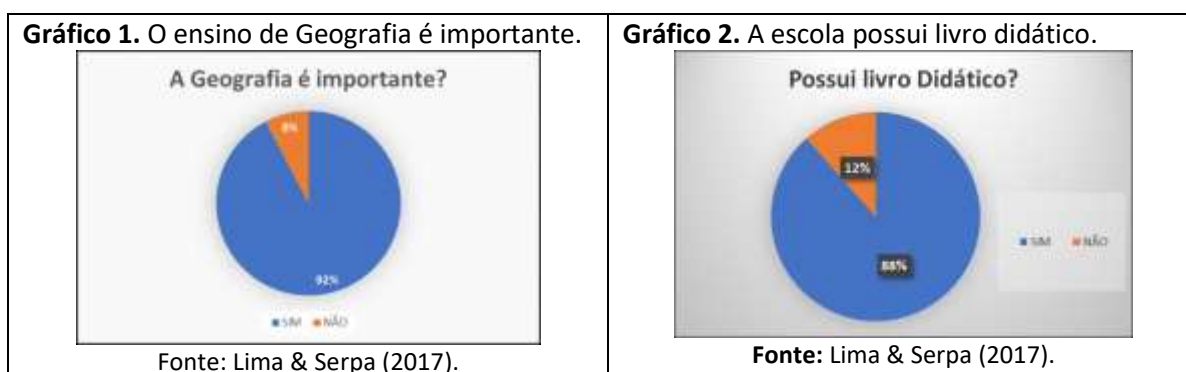 Gráfico 1. O ensino de Geografia é importante.
A Geografia é importante?
8%
92%
SIM NÃO
Fonte: Lima & Serpa (2017).
Gráfico 2. A escola possui livro didático.
Possui livro Didático?
12%
88%
SIM NÃO
Fonte: Lima & Serpa (2017).